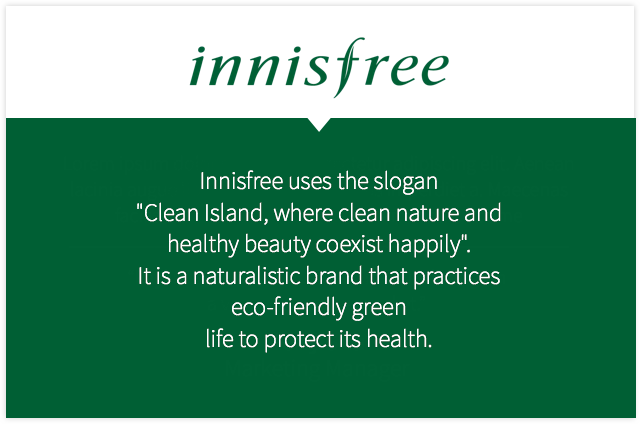 innisfree
Innisfree uses the slogan
"Clean Island, where clean nature and
healthy beauty coexist happily".
It is a naturalistic brand that practices
eco-friendly green
life to protect its health.